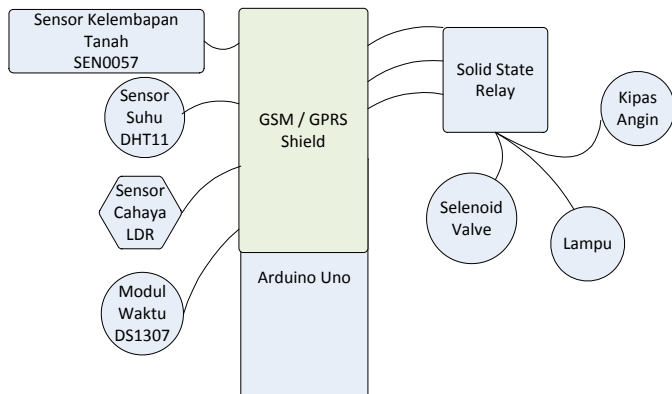 Sensor Kelembapan
Tanah
SEN0057
Sensor
Suhu
DHT11
Sensor
Cahaya
LDR
Modul
Waktu
DS1307
GSM / GPRS
Shield
Arduino Uno
Solid State
Relay
Kipas
Angin
Selenoid
Valve
Lampu